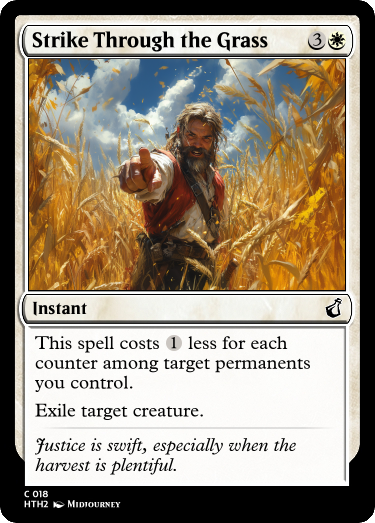 Strike Through the Grass 3
Instant
This spell costs 1 less for each
counter among target permanents
you control.
Exile target creature.
Justice is swift, especially when the
harvest is plentiful.
C 018
HTH2 Midjourney